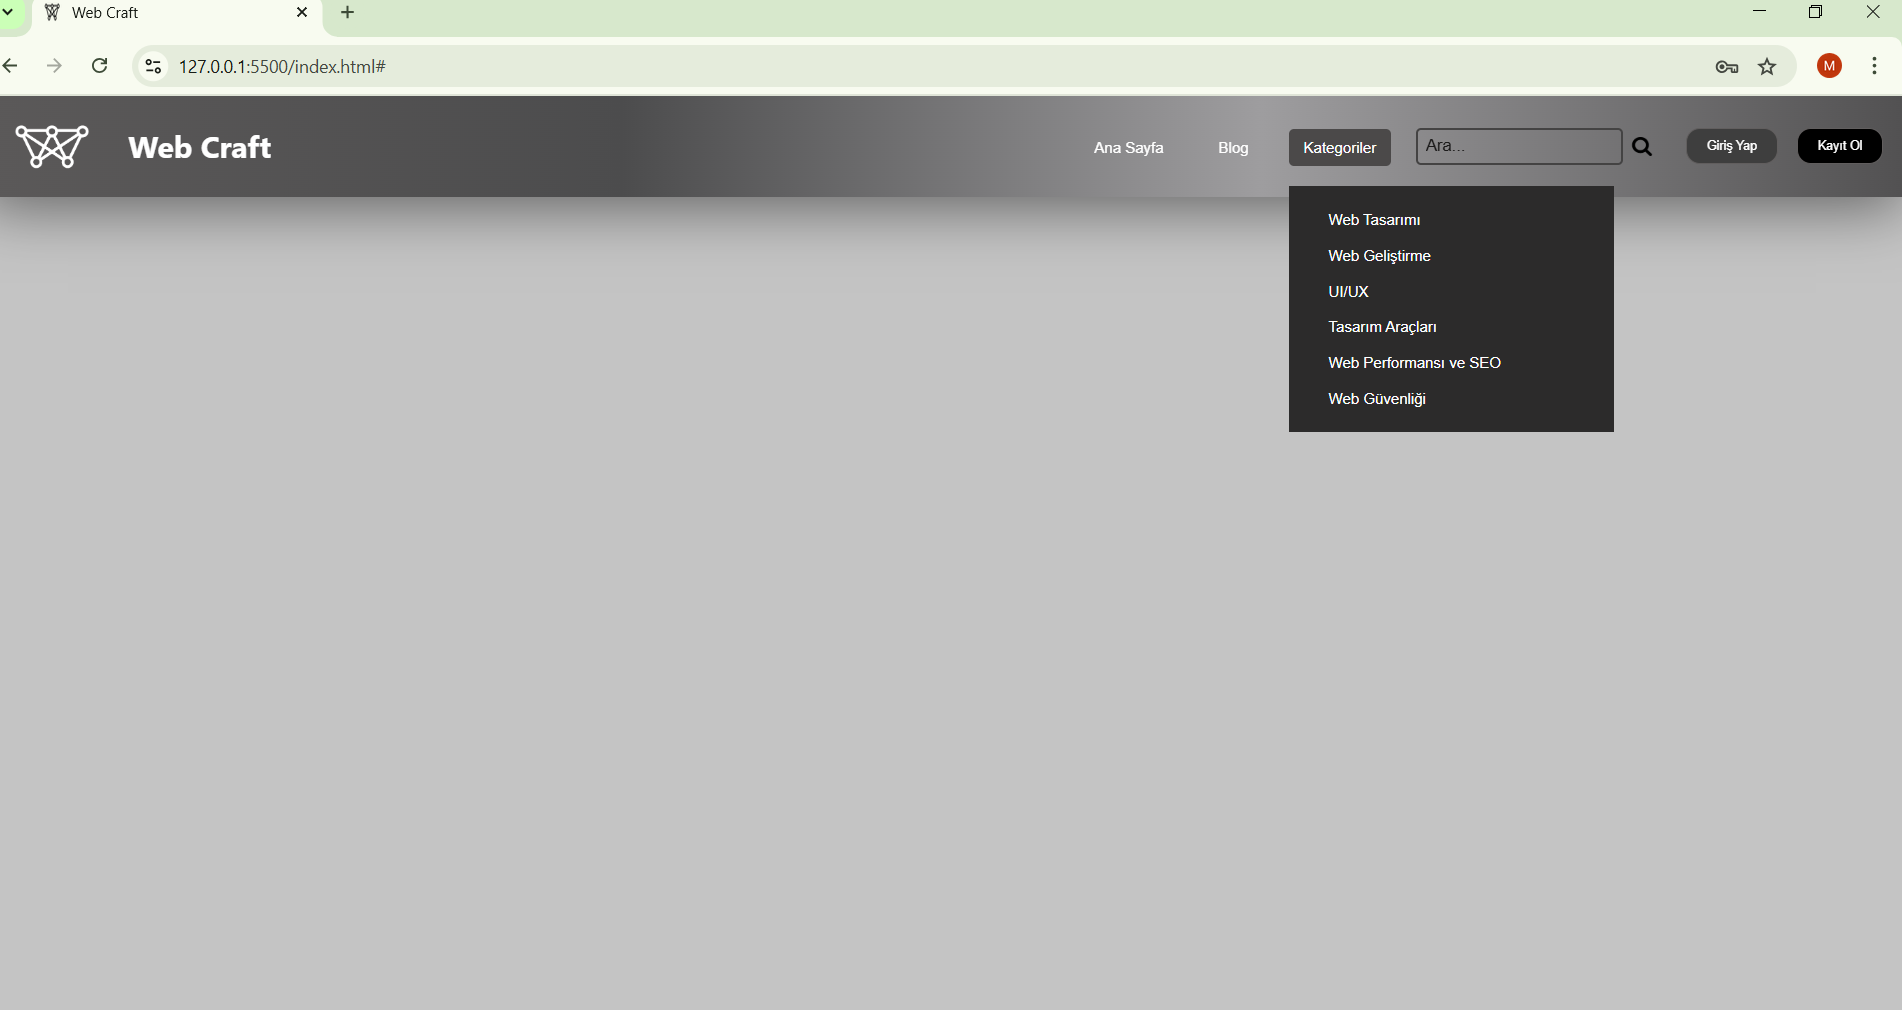 Web Craft
127.0.0.1:5500/index.html#
M
Web Craft
Ana Sayfa
Blog
Kategoriler
Ara...
Giriş Yap
Kayıt Ol
Web Tasarımı
Web Geliştirme
UI/UX
Tasarım Araçları
Web Performansı ve SEO
Web Güvenliği